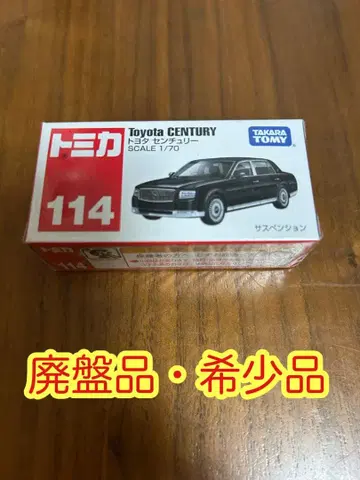 トミカ
114
Toyota CENTURY
トヨタ センチュリー
SCALE 1/70
TAKARA
TOMY
サスペンション
114
廃盤品・希少品